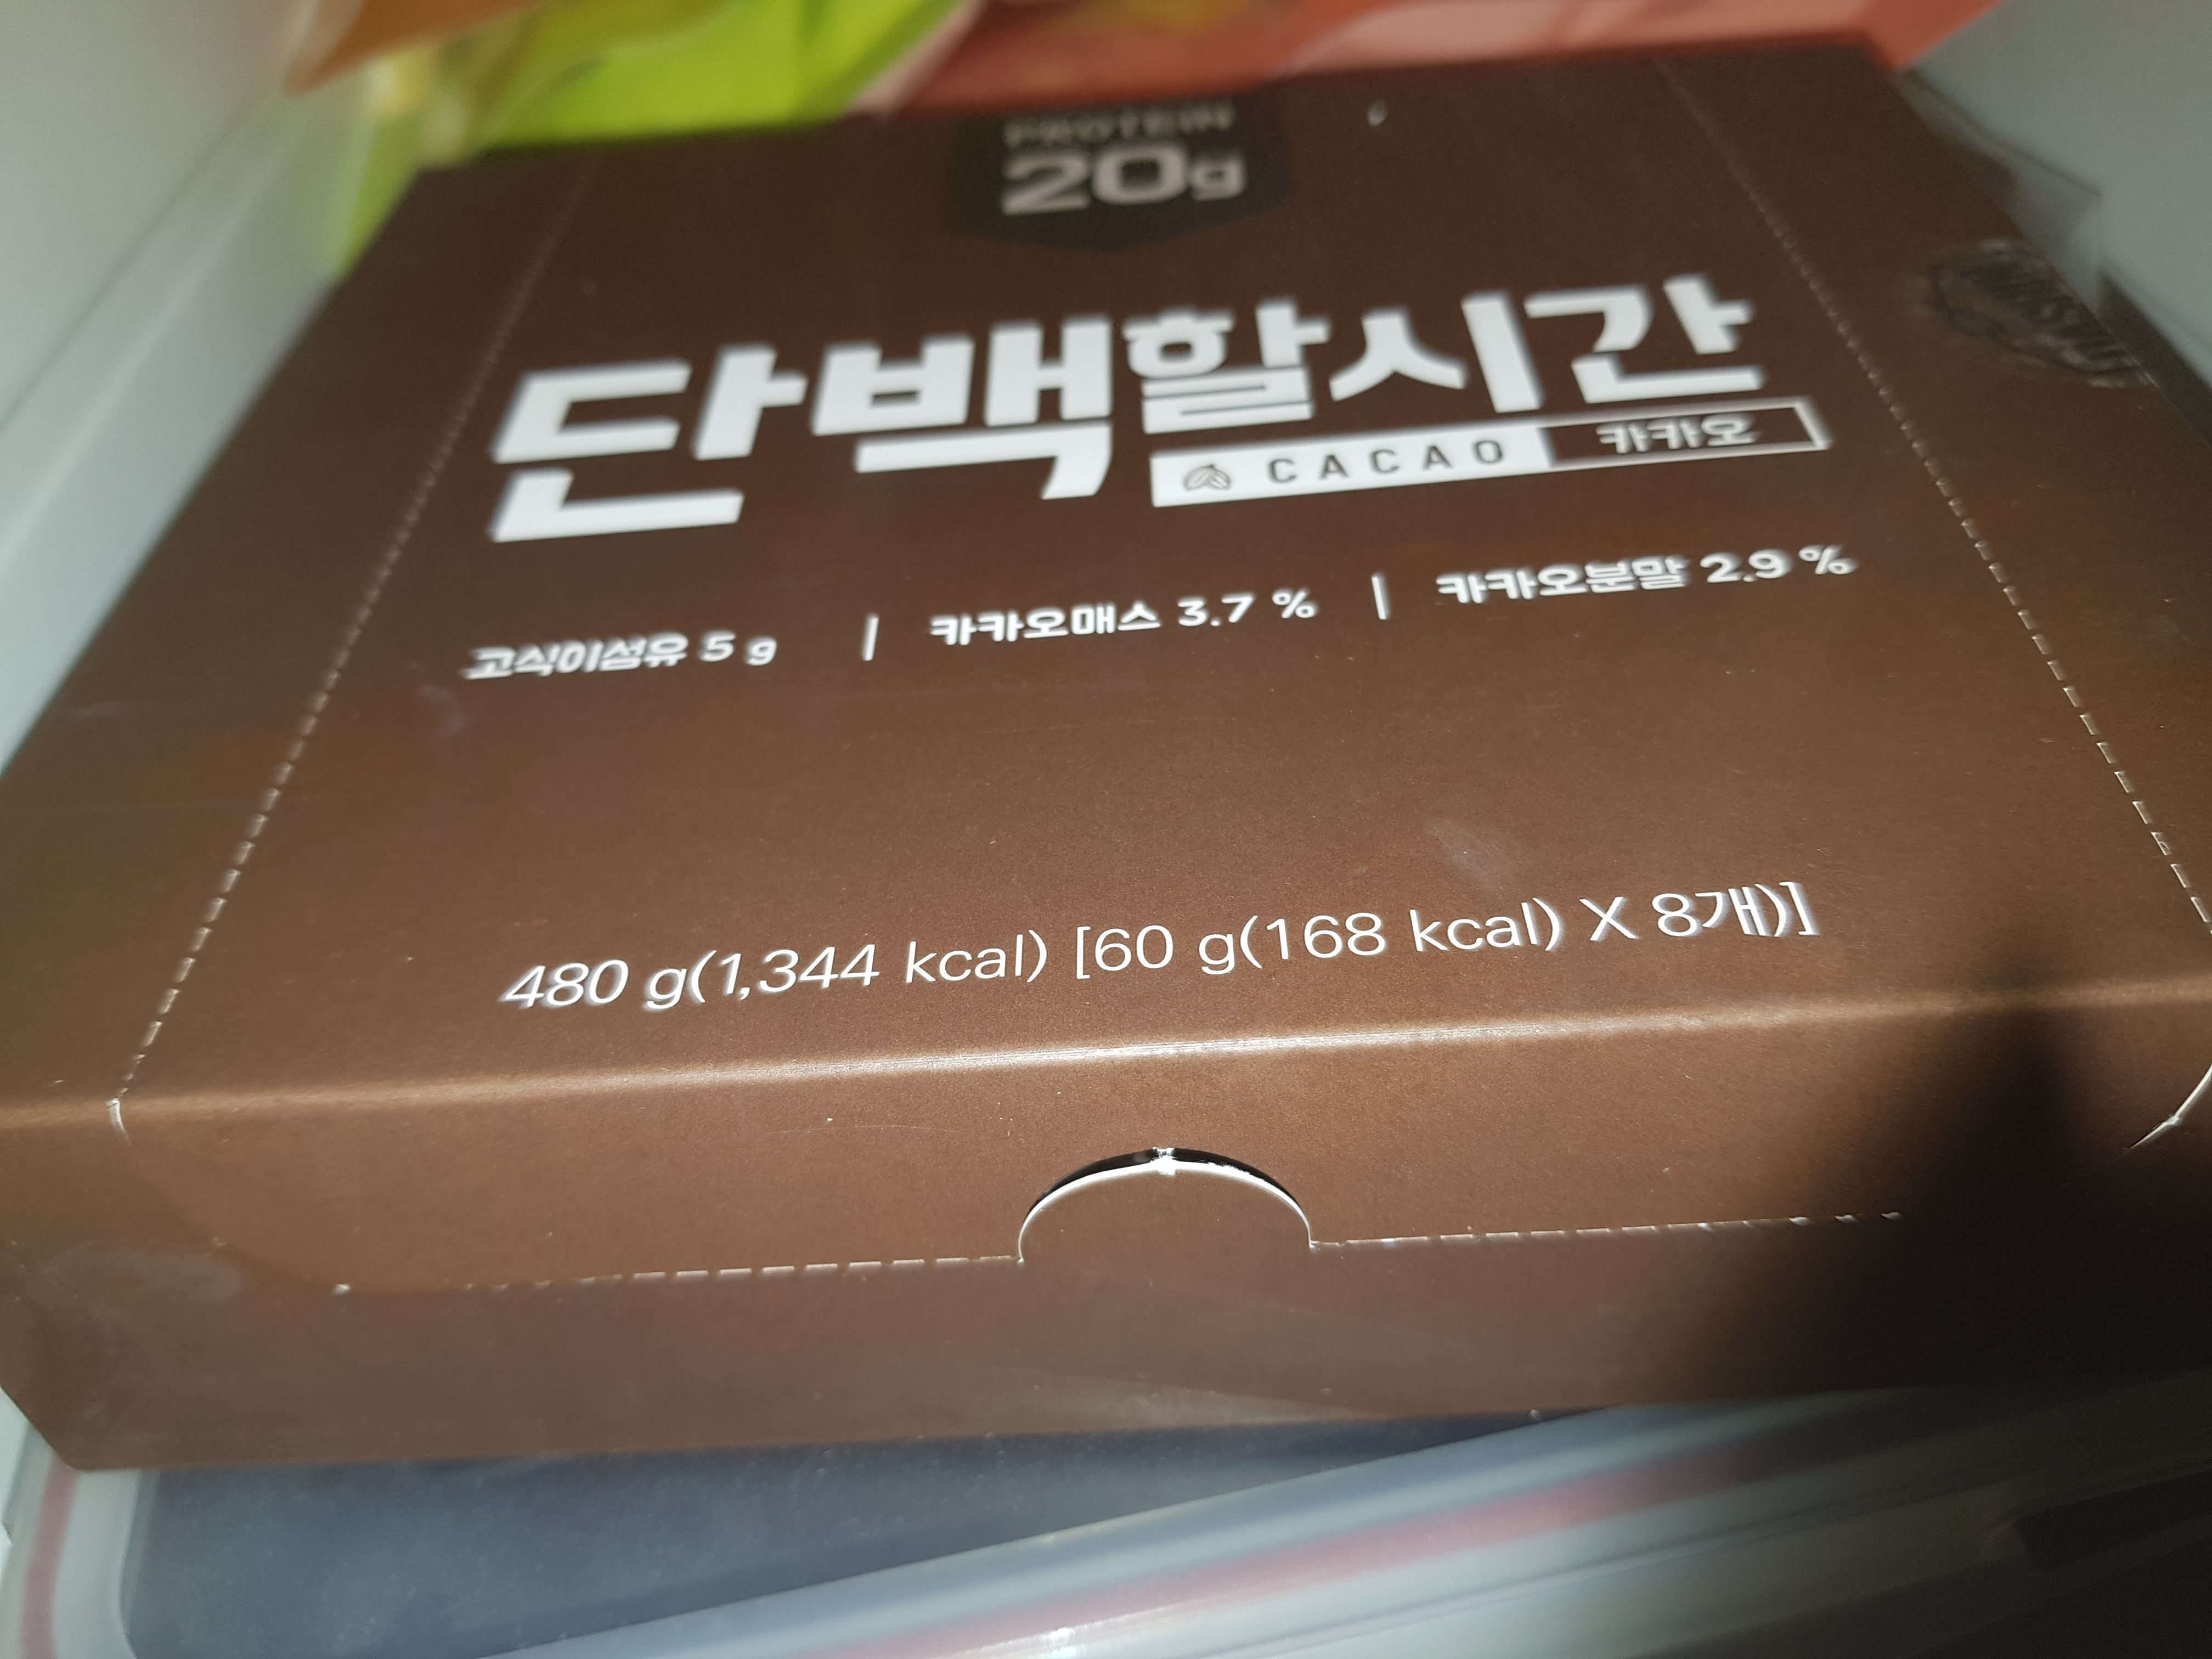 PROTEIN
20g
단백할시간
CACAO 카카오
고식이섬유 5 g | 카카오매스 3.7 % | 카카오분말 2.9 %
480 g(1,344 kcal) [60 g(168 kcal) X 8개)]